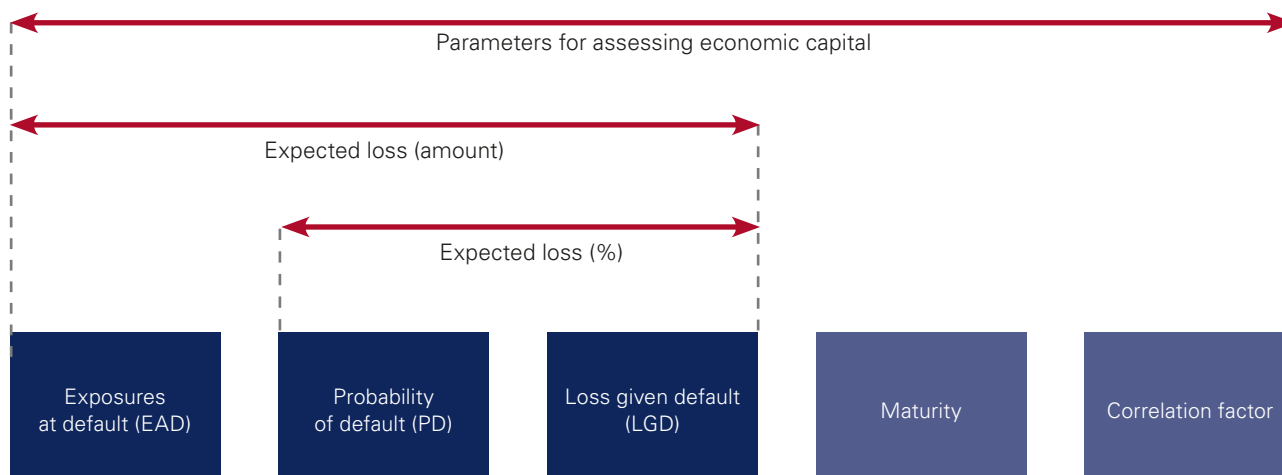 Parameters for assessing economic capital
Expected loss (amount)
Expected loss (%)
Exposures
at default (EAD)
Probability
of default (PD)
Loss given default
(LGD)
Maturity
Correlation factor